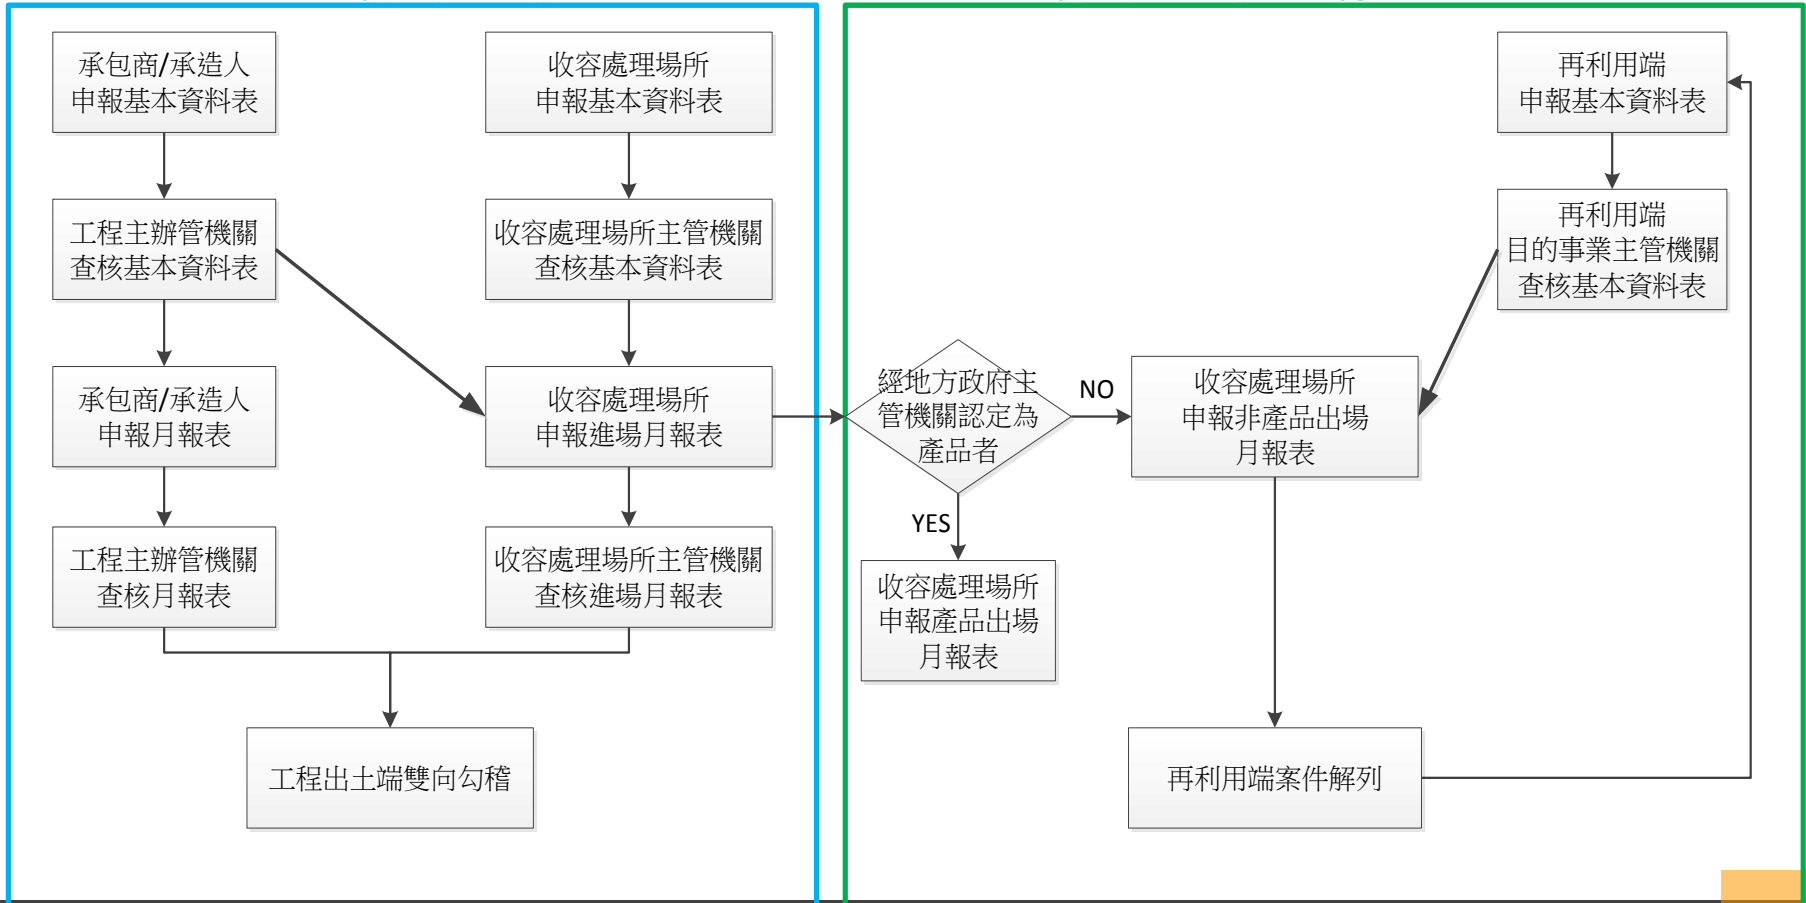 承包商/承造人
申報基本資料表
工程主辦管機關
查核基本資料表
承包商/承造人
申報月報表
工程主辦管機關
查核月報表
收容處理場所
申報基本資料表
收容處理場所主管機關
查核基本資料表
收容處理場所
申報進場月報表
收容處理場所主管機關
查核進場月報表
工程出土端雙向勾稽
經地方政府主
管機關認定為
產品者
NO
YES
收容處理場所
申報產品出場
月報表
收容處理場所
申報非產品出場
月報表
再利用端案件解列
再利用端
申報基本資料表
再利用端
目的事業主管機關
查核基本資料表